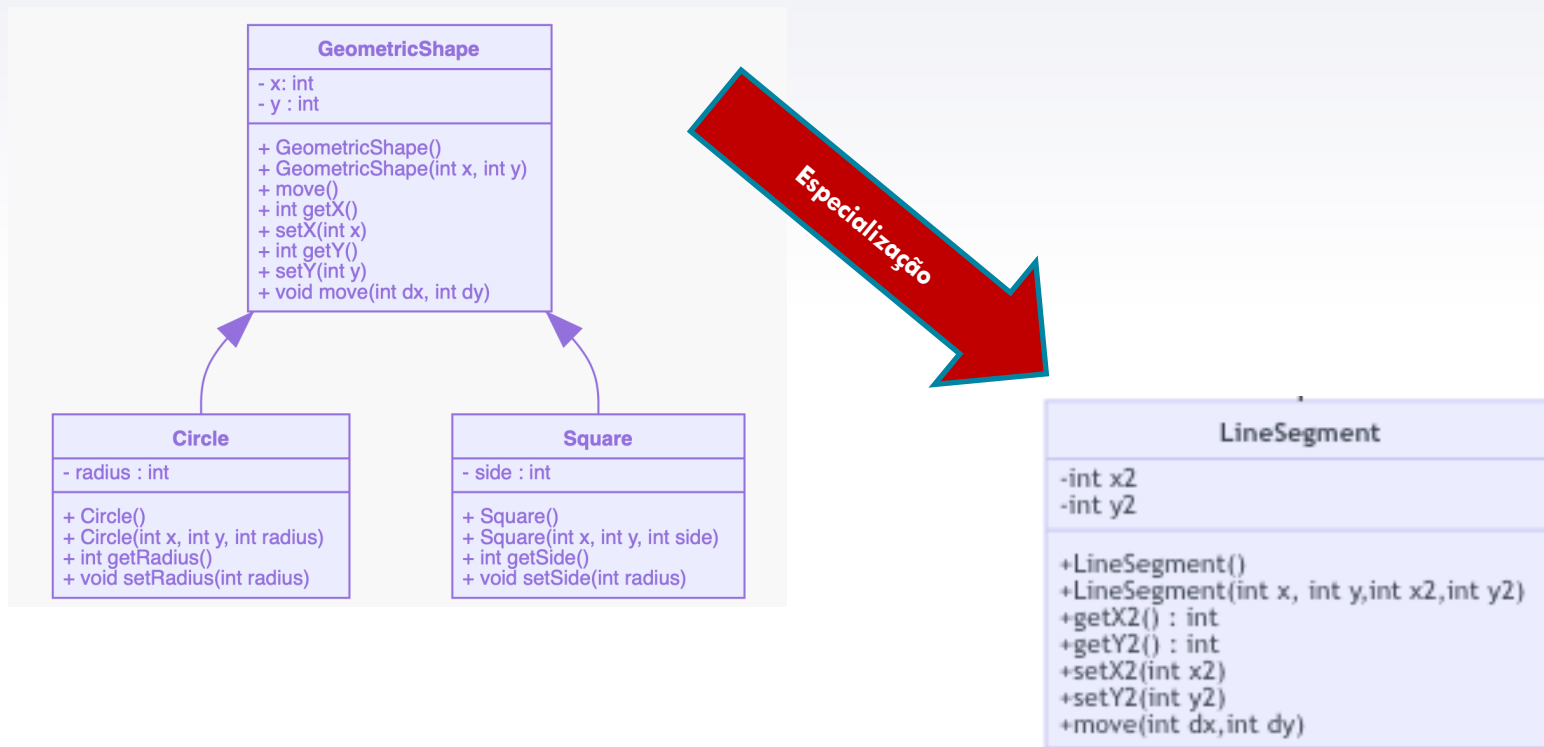 GeometricShape
- x: int
- y : int
+ GeometricShape()
+ GeometricShape(int x, int y)
+ move()
+ int getX()
+ setX(int x)
+ int getY()
+ setY(int y)
+ void move(int dx, int dy)
Especialização
Circle
- radius : int
+ Circle()
+ Circle(int x, int y, int radius)
+ int getRadius()
+ void setRadius(int radius)
Square
- side : int
+ Square()
+ Square(int x, int y, int side)
+ int getSide()
+ void setSide(int radius)
LineSegment
-int x2
-int y2
+LineSegment()
+LineSegment(int x, int y,int x2,int y2)
+getX2() : int
+getY2() : int
+setX2(int x2)
+setY2(int y2)
+move(int dx,int dy)